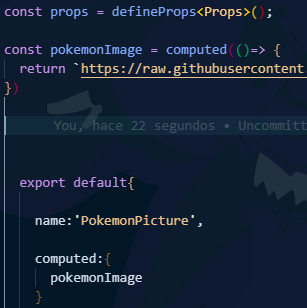 const props = defineProps<Props>();
const pokemonImage = computed(()=> {
return `https://raw.githubusercontent.
})
You, hace 22 segundos • Uncommitt
export default{
name:'PokemonPicture',
computed:{
pokemonImage
}